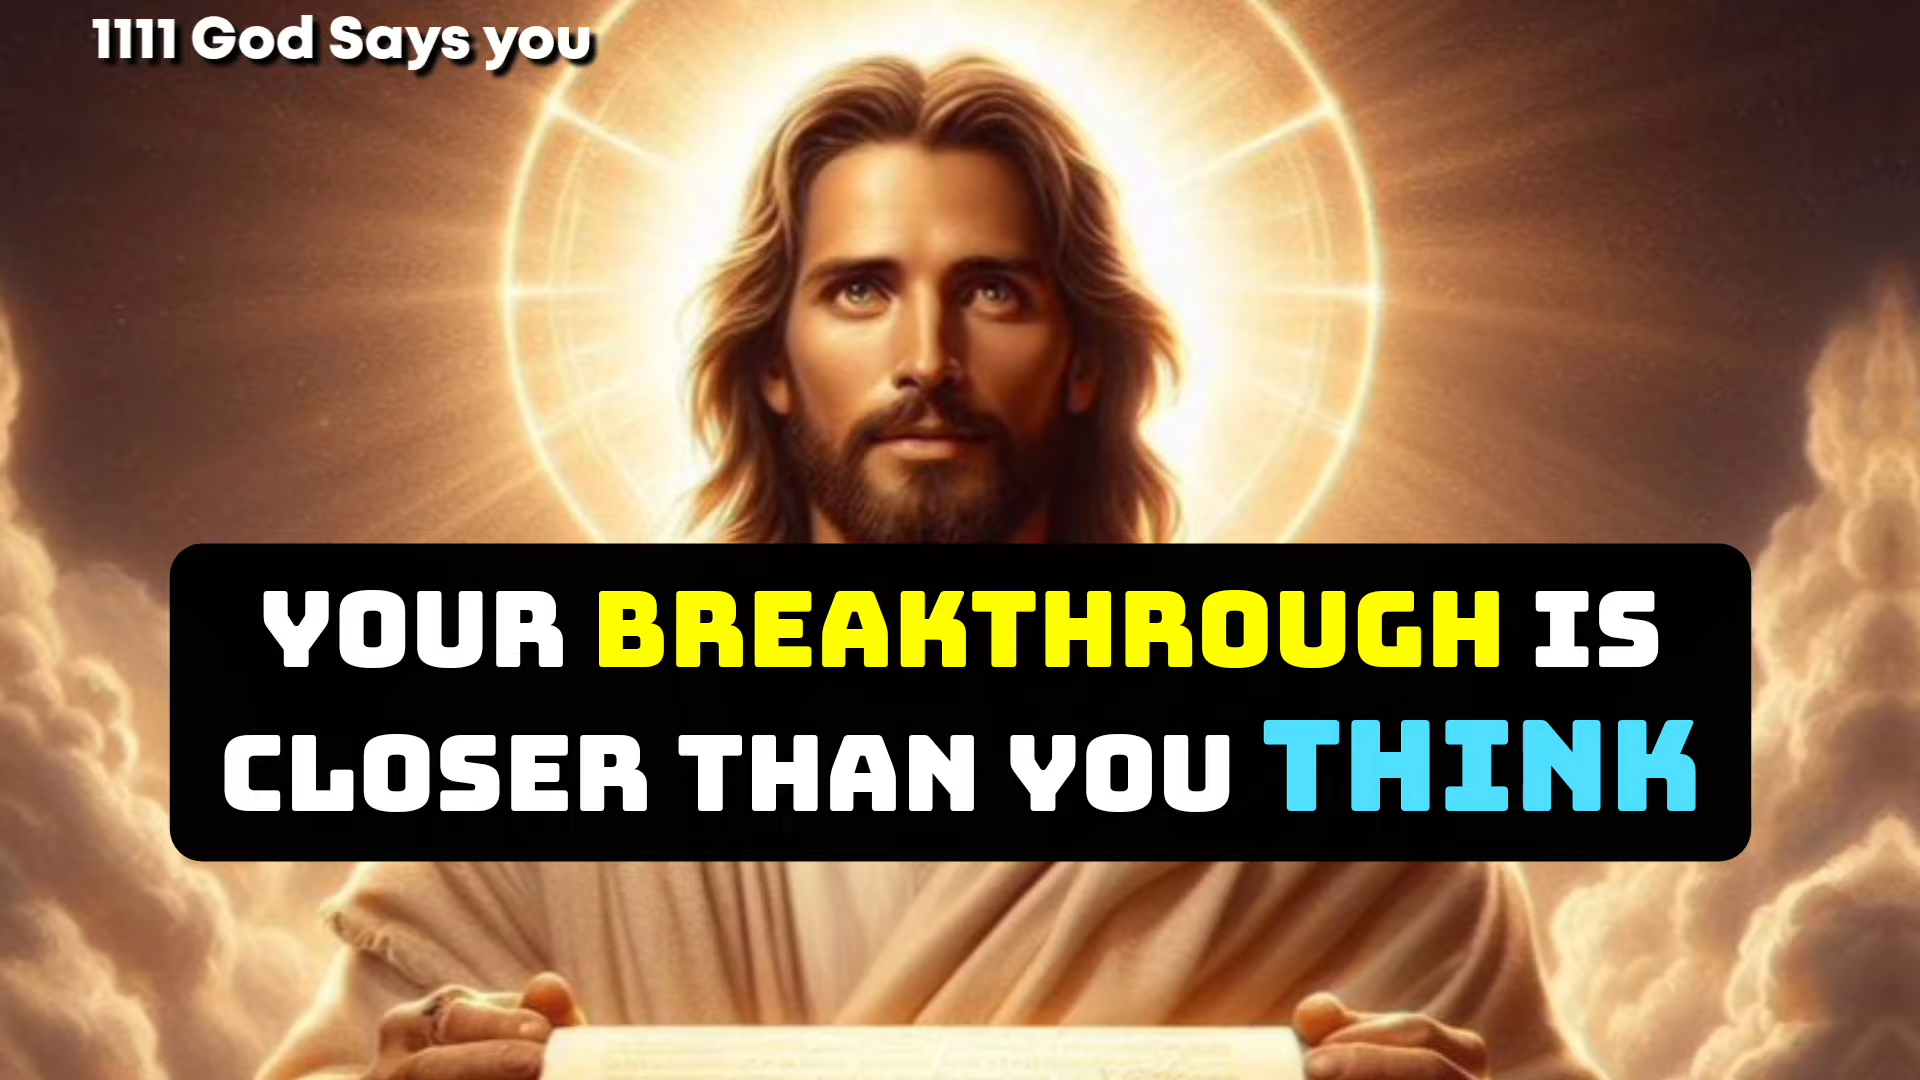 1111 God Says you
YOUR BREAKTHROUGH IS
CLOSER THAN YOU THINK